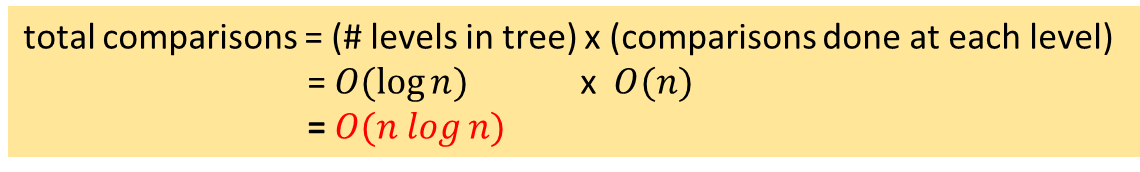 total comparisons = (# levels in tree) x (comparisons done at each level)
= O(log n) x O(n)
= O(n log n)